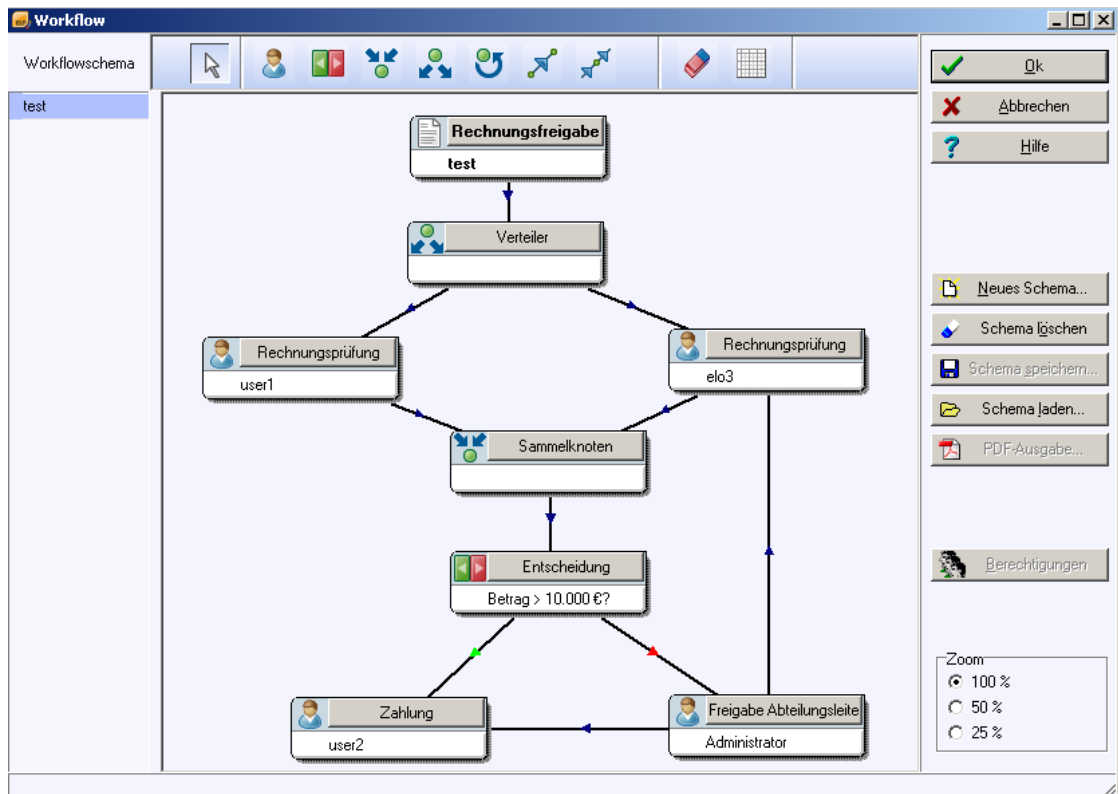 Workflow
Workflowschema
test
Rechnungsfreigabe
test
Verteiler
Rechnungsprüfung
user1
Rechnungsprüfung
elo3
Sammelknoten
Entscheidung
Betrag > 10.000 €?
Zahlung
user2
Freigabe Abteilungsleite
Administrator
Ok
Abbrechen
Hilfe
Neues Schema...
Schema löschen
Schema speichern...
Schema laden...
PDF-Ausgabe...
Berechtigungen
Zoom
100 %
50 %
25 %